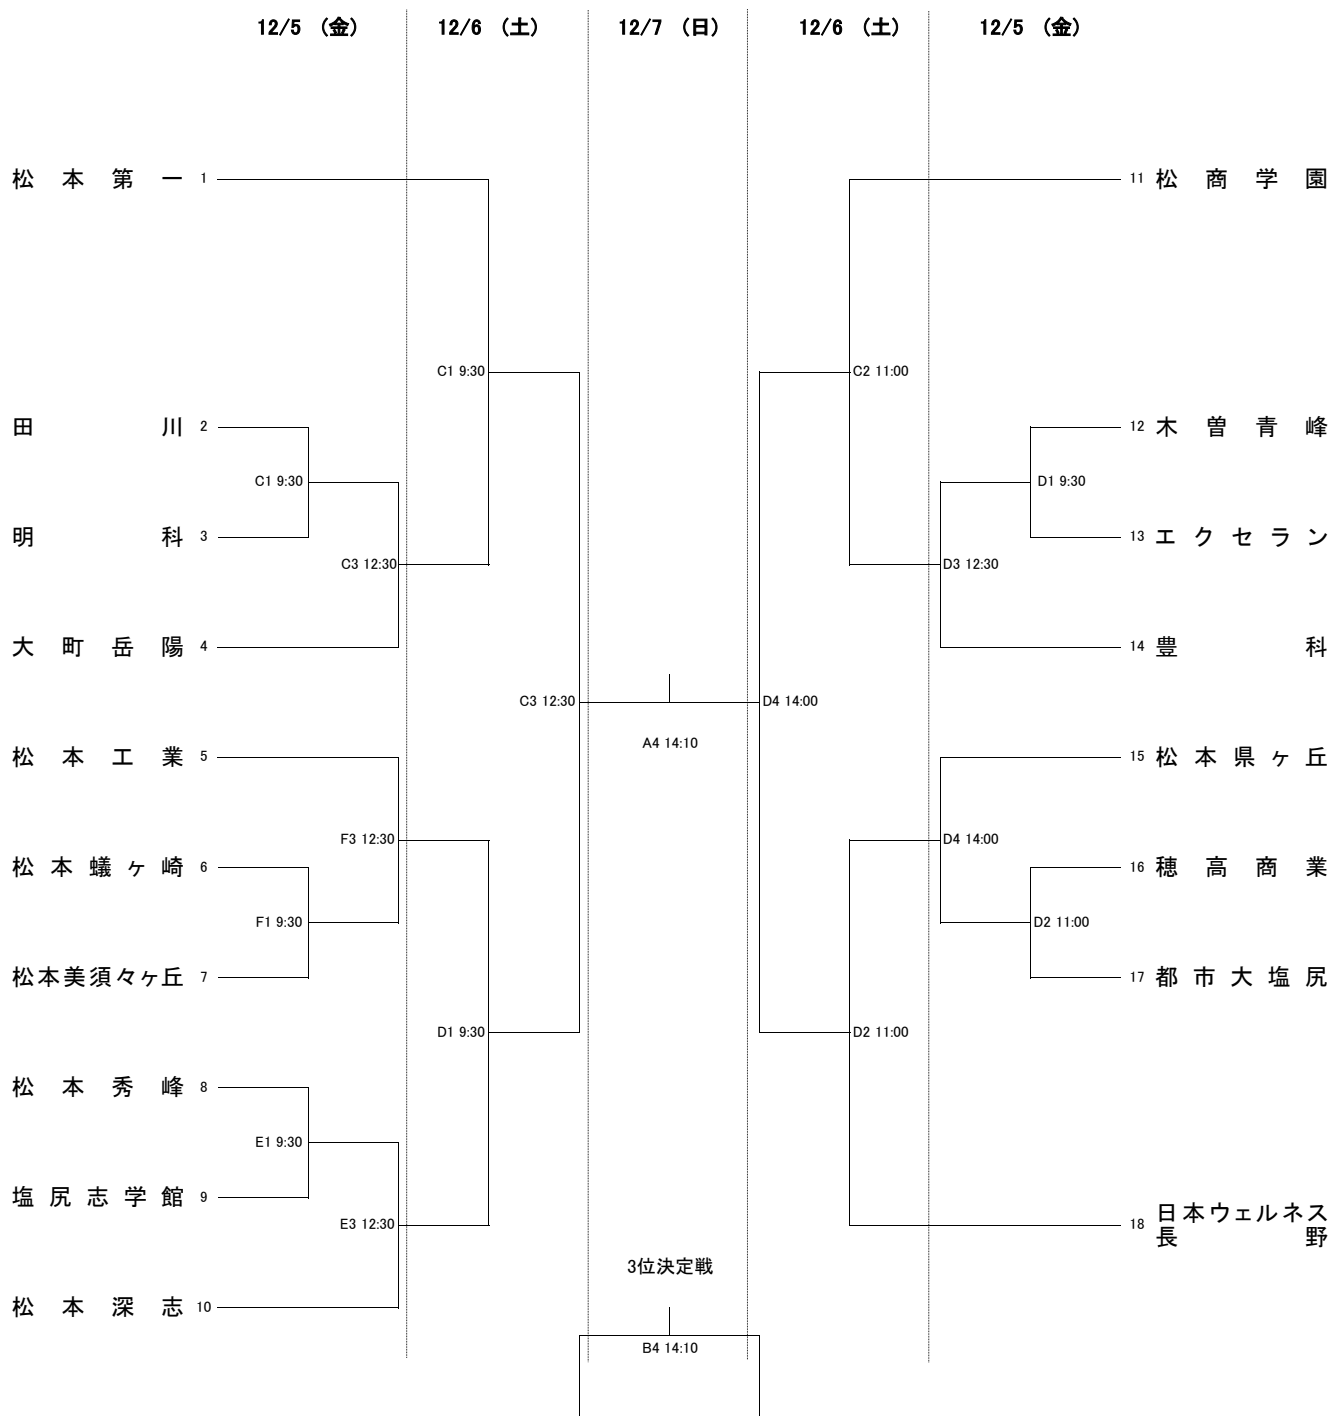 12/5 （金） 12/6 （土） 12/7 （日） 12/6 （土） 12/5 （金）
松本第一 1
11 松商学園
C1 9:30
C2 11:00
田川 2
12 木曽青峰
C1 9:30
D1 9:30
明科 3
13 エクセラン
C3 12:30
D3 12:30
大町岳陽 4
14 豊科
C3 12:30
D4 14:00
A4 14:10
松本工業 5
15 松本県ヶ丘
F3 12:30
D4 14:00
松本蟻ヶ崎 6
16 穂高商業
F1 9:30
D2 11:00
松本美須々ヶ丘 7
17 都市大塩尻
D1 9:30
D2 11:00
松本秀峰 8
E1 9:30
塩尻志学館 9
E3 12:30
18 日本ウェルネス
長野
3位決定戦
松本深志 10
B4 14:10